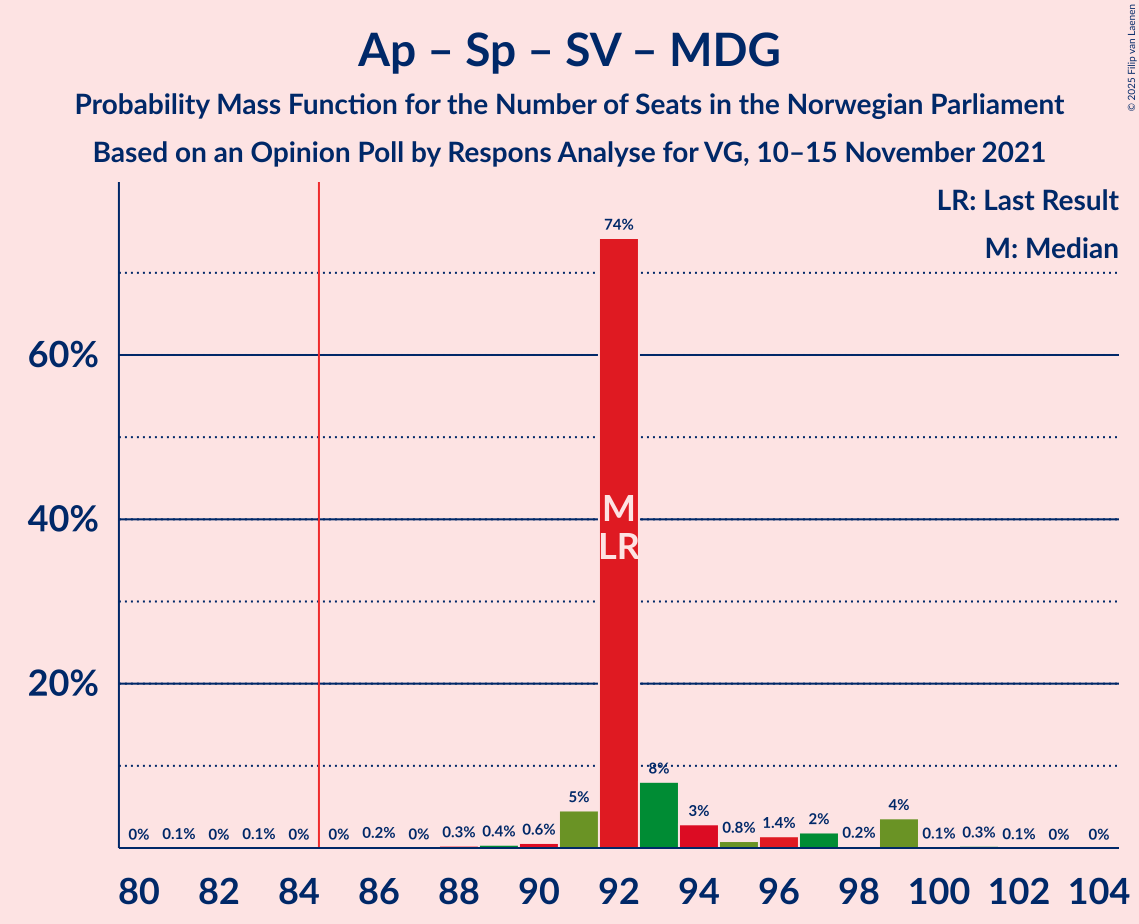 Ap – Sp – SV – MDG
Probability Mass Function for the Number of Seats in the Norwegian Parliament
Based on an Opinion Poll by Respons Analyse for VG, 10–15 November 2021
© 2025 Filip van Laenen
LR: Last Result
M: Median
60%
40%
20%
0% 0.1% 0% 0.1% 0% 0% 0.2% 0% 0.3% 0.4% 0.6% 5% 74% 8% 3% 0.8% 1.4% 2% 0.2% 4% 0.1% 0.3% 0.1% 0% 0%
M
LR
80 82 84 86 88 90 92 94 96 98 100 102 104